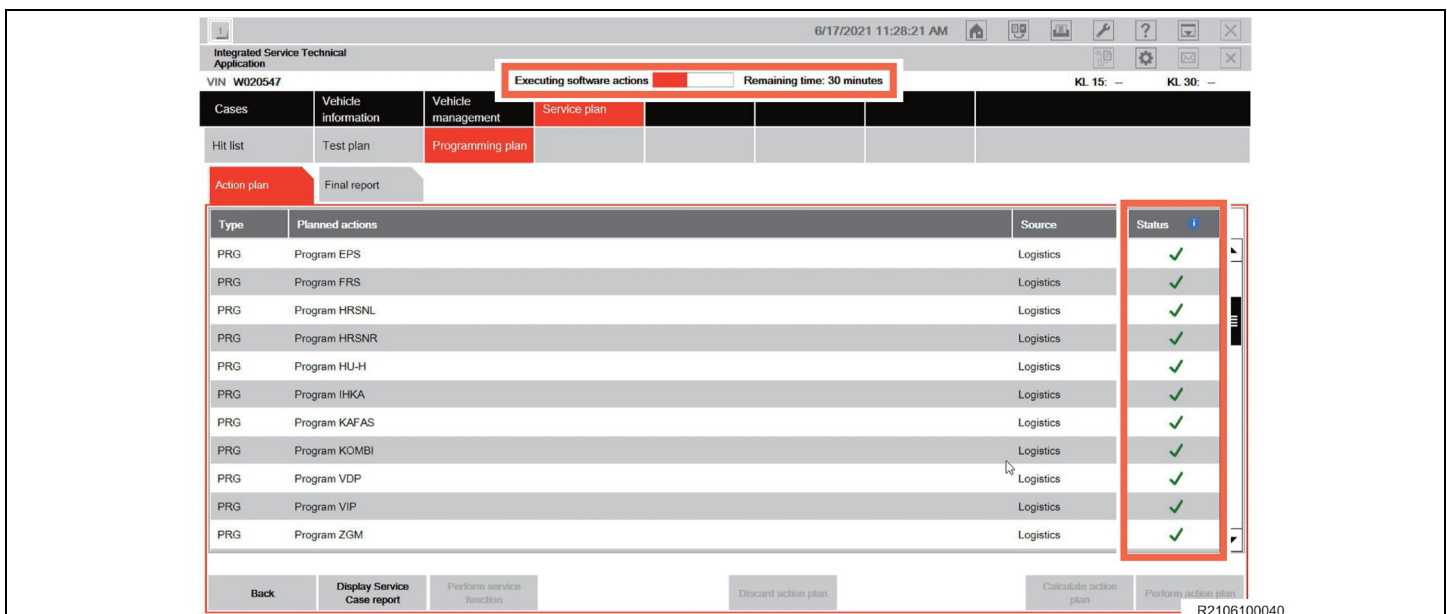 1
6/17/2021 11:28:21 AM
?
Integrated Service Technical
Application
VIN W020547
Executing software actions
Remaining time: 30 minutes
KL 15: --
KL 30: --
Cases
Vehicle
information
Vehicle
management
Service plan
Hit list
Test plan
Programming plan
Action plan
Final report
Type
Planned actions
Source
Status
i
PRG Program EPS Logistics
PRG Program FRS Logistics
PRG Program HRSNL Logistics
PRG Program HRSNR Logistics
PRG Program HU-H Logistics
PRG Program IHKA Logistics
PRG Program KAFAS Logistics
PRG Program KOMBI Logistics
PRG Program VDP Logistics
PRG Program VIP Logistics
PRG Program ZGM Logistics
Back
Display Service
Case report
Perform service
function
Discard action plan
Calculate action
plan
Perform action plan
R2106100040